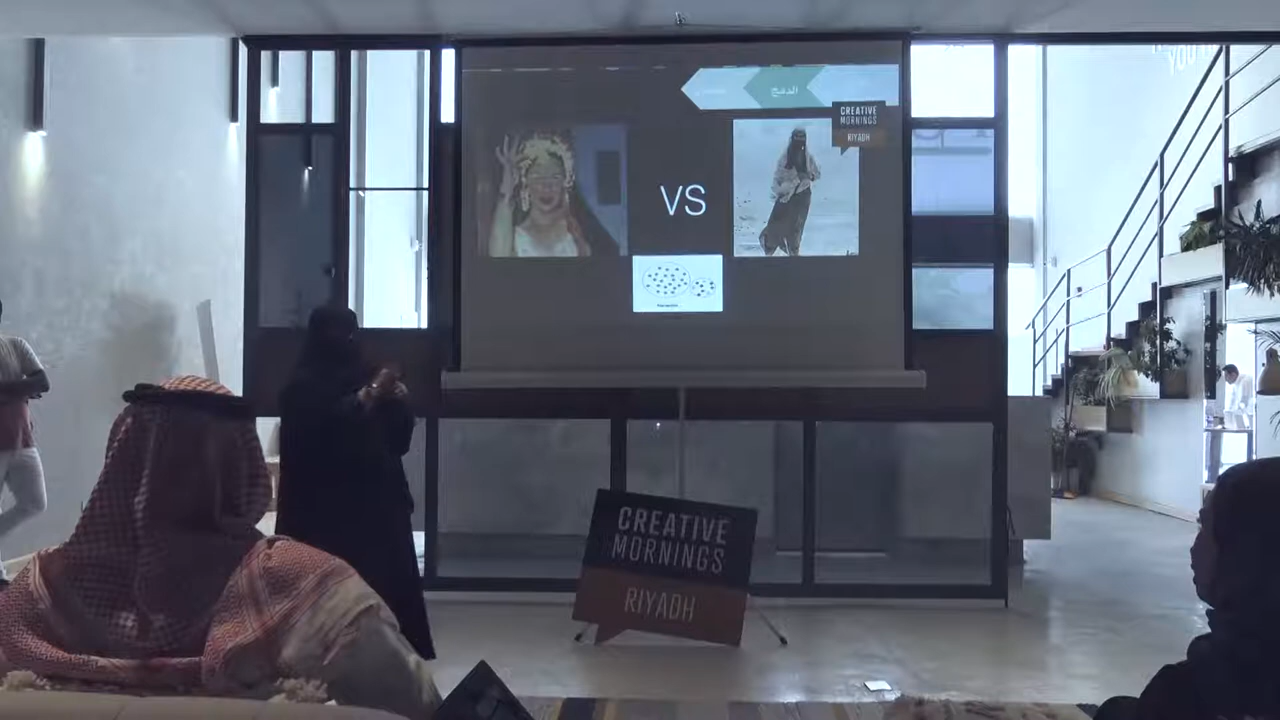 الدمج
CREATIVE
MORNINGS
RIYADH
VS
CREATIVE
MORNINGS
RIYADH